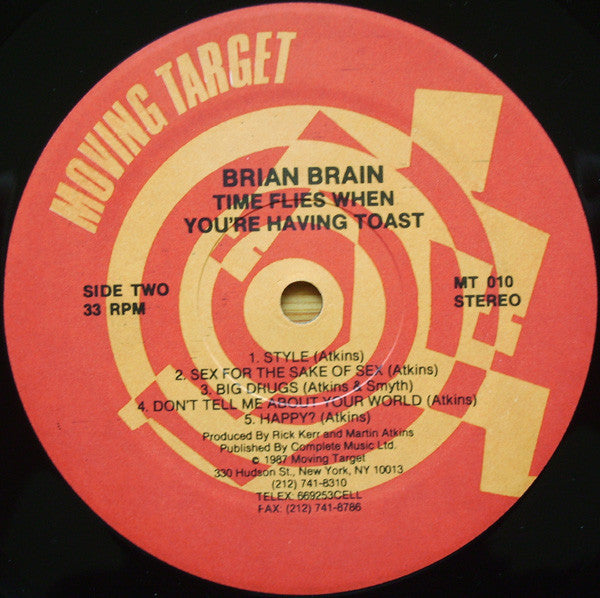 MOVING TARGET
BRIAN BRAIN
TIME FLIES WHEN
YOU'RE HAVING TOAST
SIDE TWO
33 RPM
MT 010
STEREO
1. STYLE (Atkins)
2. SEX FOR THE SAKE OF SEX (Atkins)
3. BIG DRUGS (Atkins & Smyth)
4. DON'T TELL ME ABOUT YOUR WORLD (Atkins)
5. HAPPY? (Atkins)
Produced By Rick Kerr and Martin Atkins
Published By Complete Music Ltd.
© 1987 Moving Target
330 Hudson St., New York, NY 10013
(212) 741-8310
TELEX: 669253CELL
FAX: (212) 741-8786